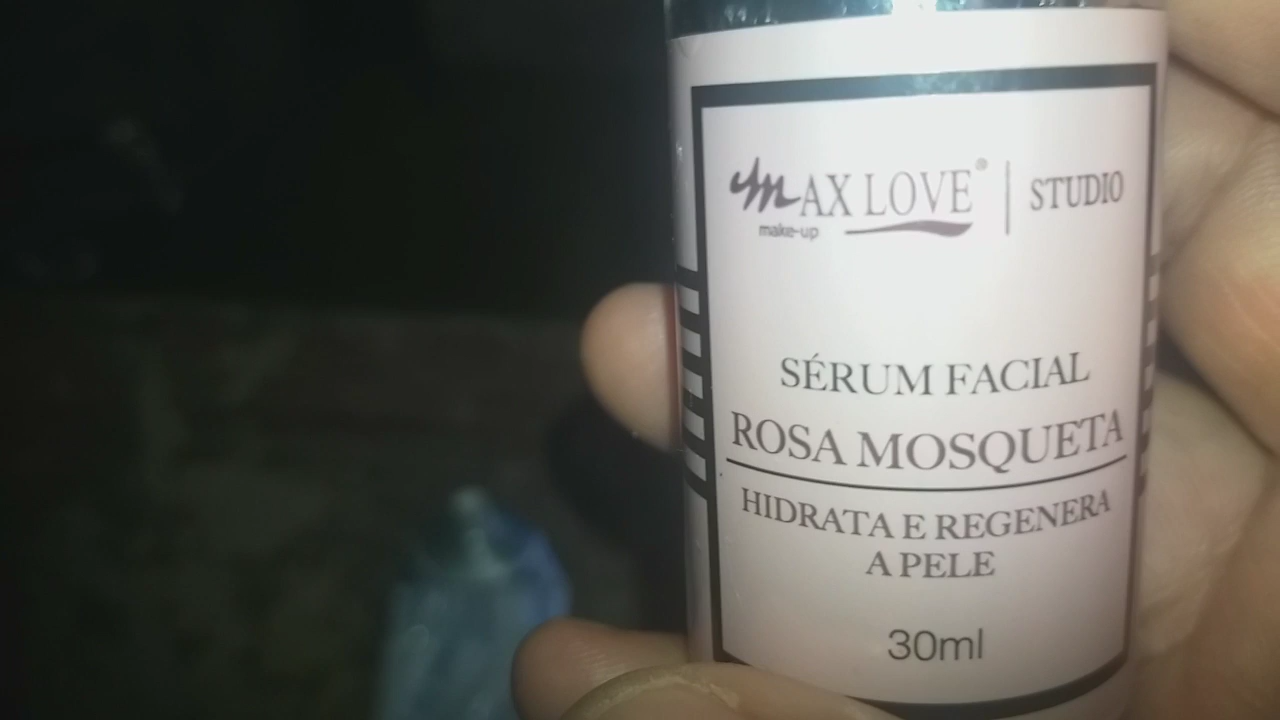 MAX LOVE® | STUDIO
make-up
SÉRUM FACIAL
ROSA MOSQUETA
HIDRATA E REGENERA
A PELE
30ml